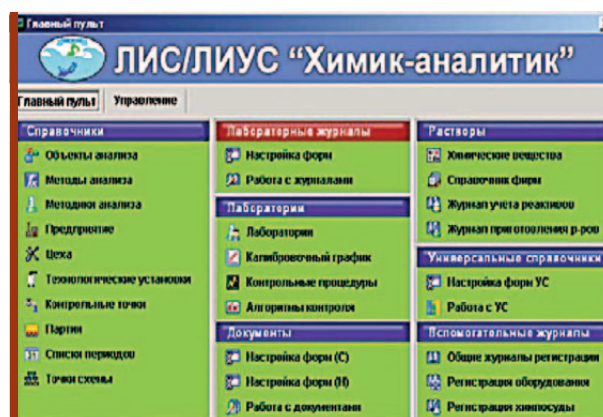 Главный пульт
ЛИС/ЛИУС "Химик-аналитик"
Главный пульт
Управление
Справочники
Объекты анализа
Методы анализа
Методики анализа
Предприятие
Цеха
Технологические установки
Контрольные точки
Партии
Списки периодов
Точки схемы
Лабораторные журналы
Настройка форм
Работа с журналами
Лаборатории
Лаборатории
Калибровочный график
Контрольные процедуры
Алгоритмы контроля
Документы
Настройка форм (С)
Настройка форм (Н)
Работа с документами
Растворы
Химические вещества
Справочник фирм
Журнал учета реактивов
Журнал приготовления р-ров
Универсальные справочники
Настройка форм УС
Работа с УС
Вспомогательные журналы
Общие журналы регистрации
Регистрация оборудования
Регистрация химпосуды